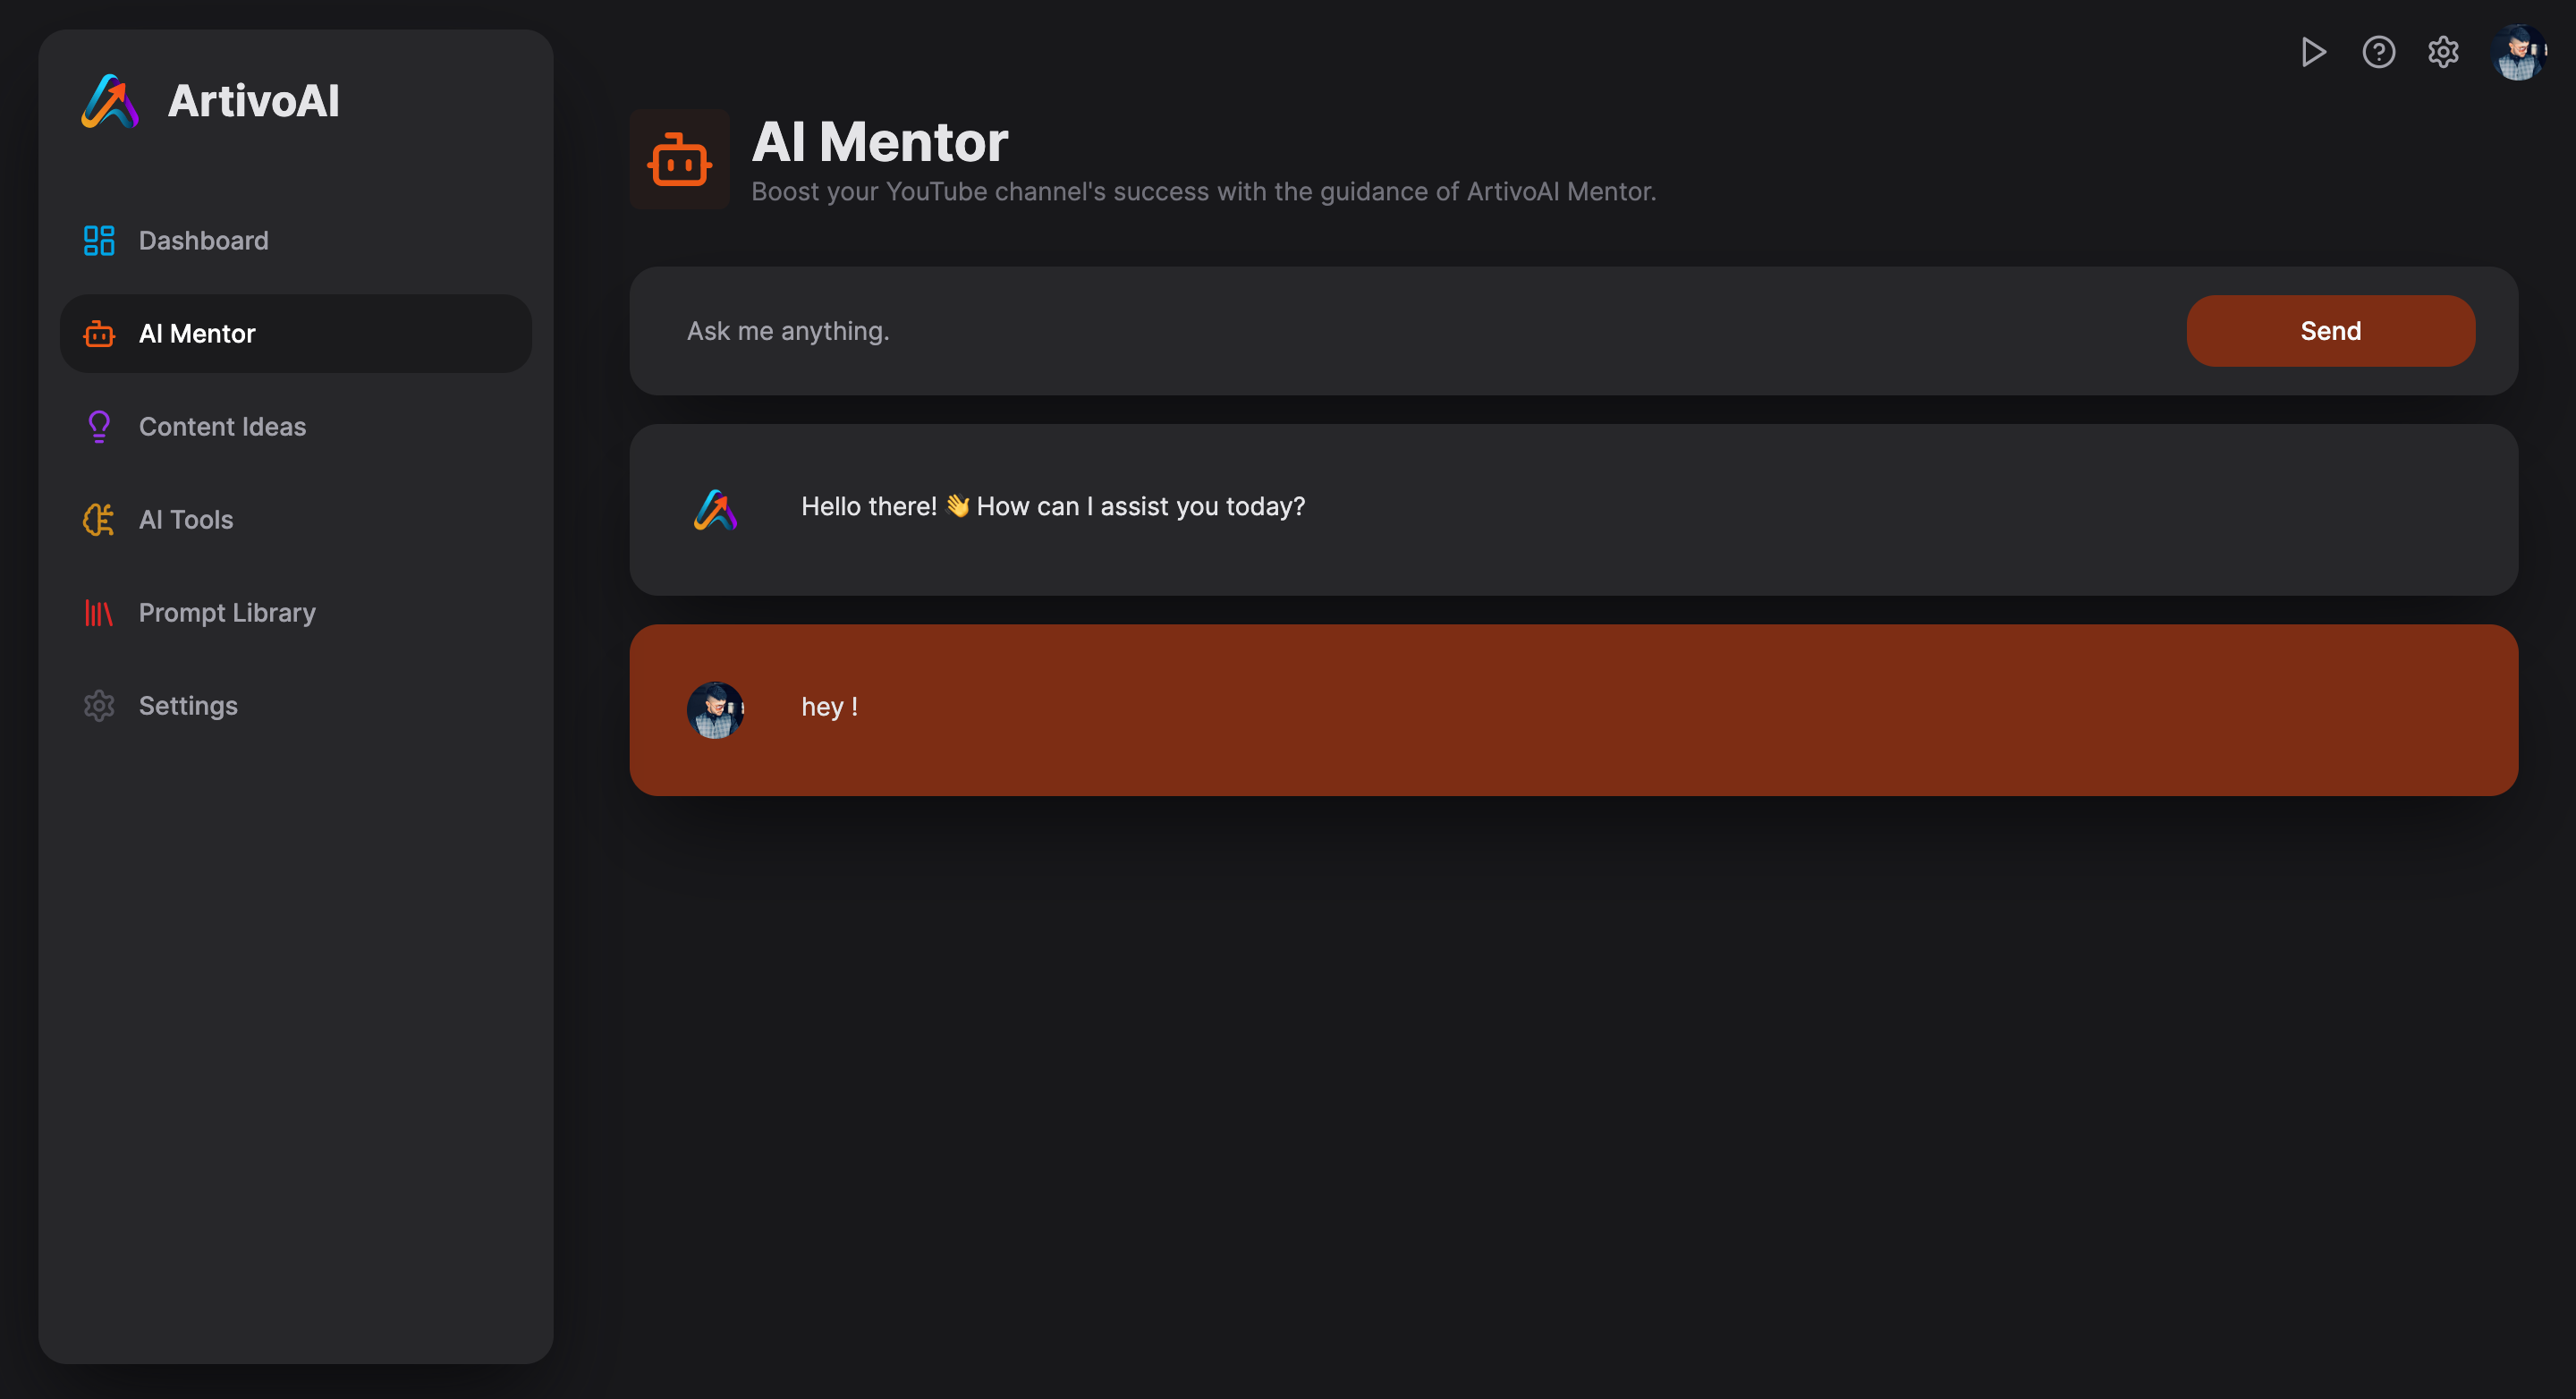 ArtivoAI
Dashboard
AI Mentor
Content Ideas
AI Tools
Prompt Library
Settings
AI Mentor
Boost your YouTube channel's success with the guidance of ArtivoAI Mentor.
Ask me anything.
Send
Hello there! 👋 How can I assist you today?
hey !